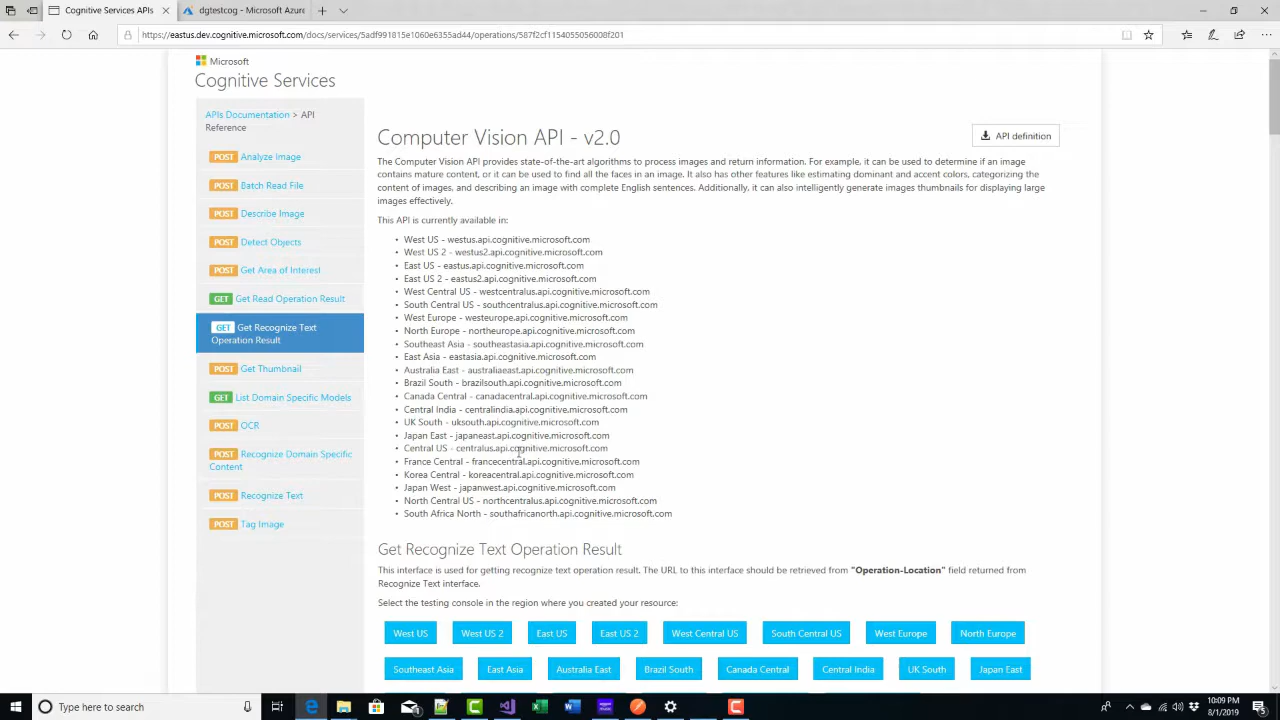 Cognitive Services APIs
dstgcontoso - Microsoft Azure
https://eastus.dev.cognitive.microsoft.com/docs/services/5adf991815e1060e6355ad44/operations/587f2cf1154055056008f201
Microsoft
Cognitive Services
APIs Documentation > API
Reference
POST Analyze Image
POST Batch Read File
POST Describe Image
POST Detect Objects
POST Get Area of Interest
GET Get Read Operation Result
GET Get Recognize Text
Operation Result
POST Get Thumbnail
GET List Domain Specific Models
POST OCR
POST Recognize Domain Specific
Content
POST Recognize Text
POST Tag Image
Computer Vision API - v2.0
API definition
The Computer Vision API provides state-of-the-art algorithms to process images and return information. For example, it can be used to determine if an image
contains mature content, or it can be used to find all the faces in an image. It also has other features like estimating dominant and accent colors, categorizing the
content of images, and describing an image with complete English sentences. Additionally, it can also intelligently generate images thumbnails for displaying large
images effectively.
This API is currently available in:
• West US - westus.api.cognitive.microsoft.com
• West US 2 - westus2.api.cognitive.microsoft.com
• East US - eastus.api.cognitive.microsoft.com
• East US 2 - eastus2.api.cognitive.microsoft.com
• West Central US - westcentralus.api.cognitive.microsoft.com
• South Central US - southcentralus.api.cognitive.microsoft.com
• West Europe - westeurope.api.cognitive.microsoft.com
• North Europe - northeurope.api.cognitive.microsoft.com
• Southeast Asia - southeastasia.api.cognitive.microsoft.com
• East Asia - eastasia.api.cognitive.microsoft.com
• Australia East - australiaeast.api.cognitive.microsoft.com
• Brazil South - brazilsouth.api.cognitive.microsoft.com
• Canada Central - canadacentral.api.cognitive.microsoft.com
• Central India - centralindia.api.cognitive.microsoft.com
• UK South - uksouth.api.cognitive.microsoft.com
• Japan East - japaneast.api.cognitive.microsoft.com
• Central US - centralus.api.cognitive.microsoft.com
• France Central - francecentral.api.cognitive.microsoft.com
• Korea Central - koreacentral.api.cognitive.microsoft.com
• Japan West - japanwest.api.cognitive.microsoft.com
• North Central US - northcentralus.api.cognitive.microsoft.com
• South Africa North - southafricanorth.api.cognitive.microsoft.com
Get Recognize Text Operation Result
This interface is used for getting recognize text operation result. The URL to this interface should be retrieved from "Operation-Location" field returned from
Recognize Text interface.
Select the testing console in the region where you created your resource:
West US West US 2 East US East US 2 West Central US South Central US West Europe North Europe
Southeast Asia East Asia Australia East Brazil South Canada Central Central India UK South Japan East
Type here to search
10:09 PM
8/1/2019